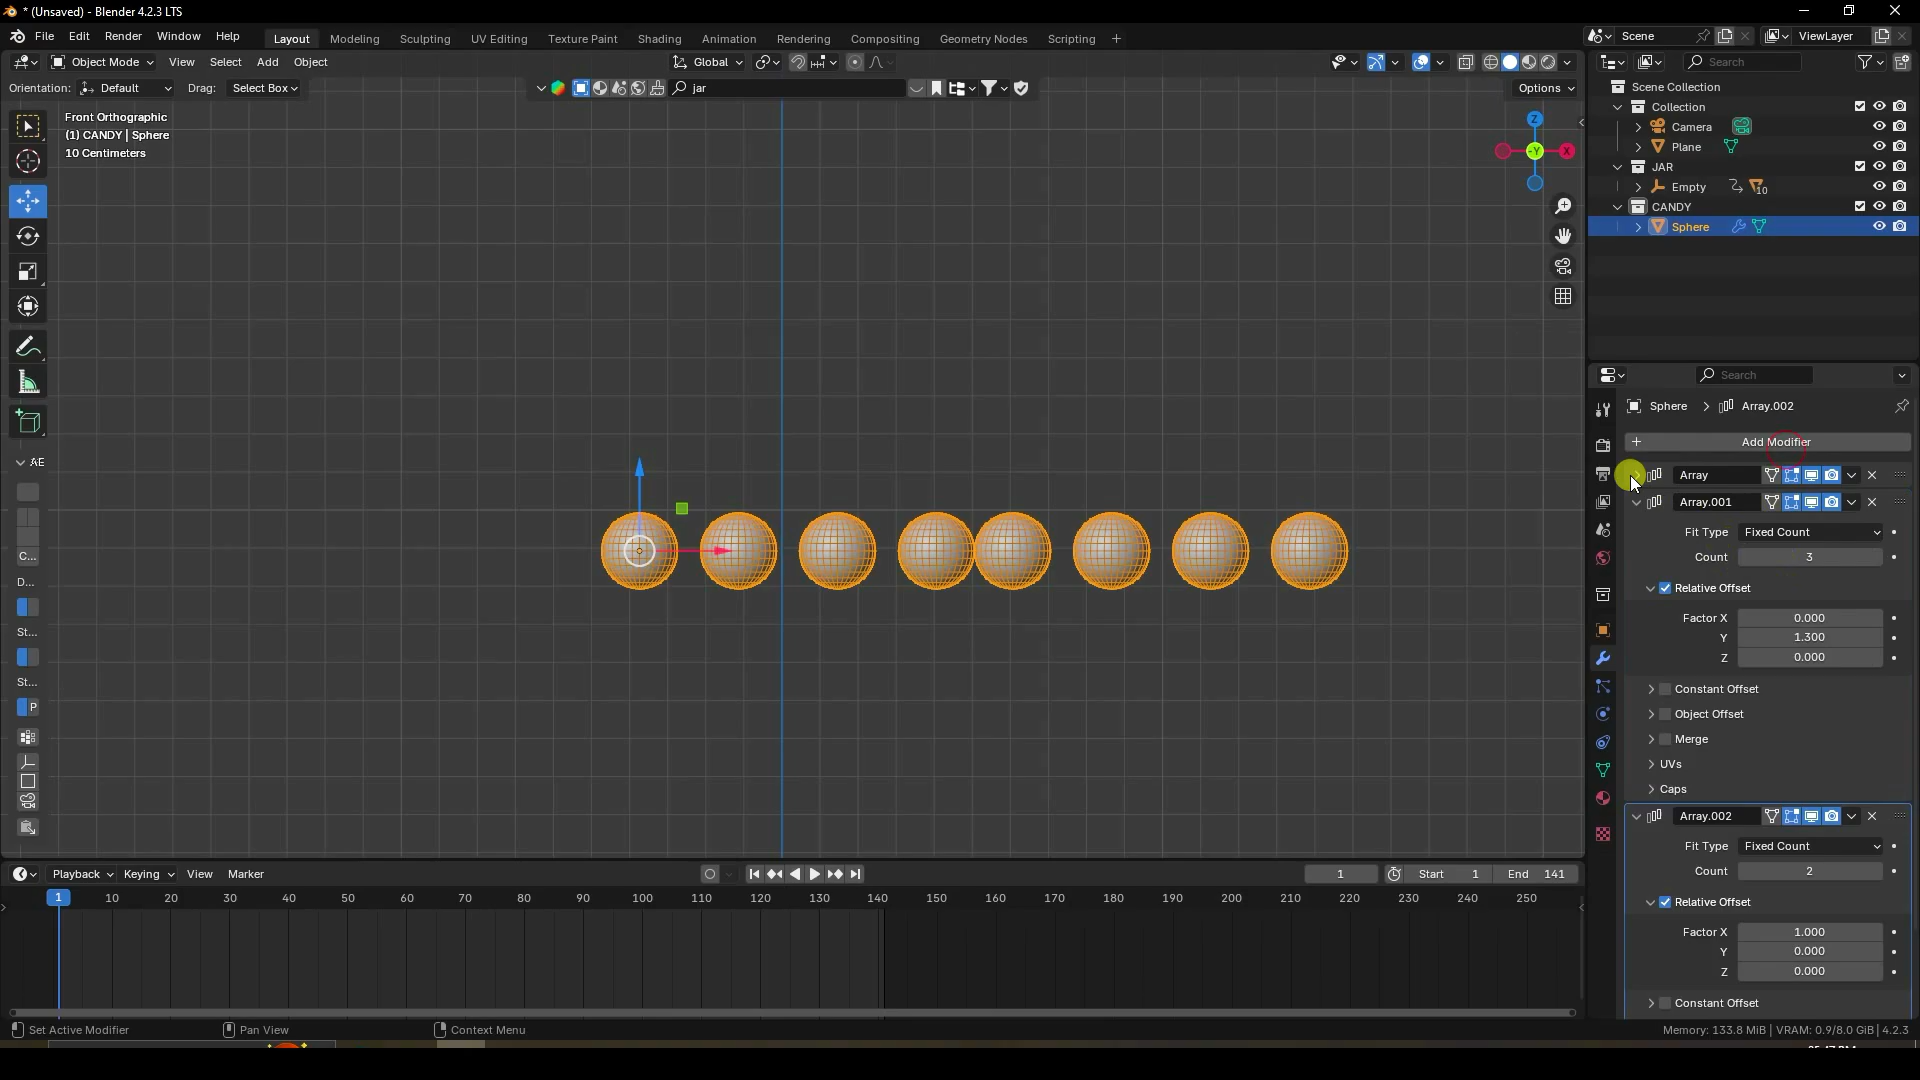 * (Unsaved) - Blender 4.2.3 LTS
File Edit Render Window Help
Layout Modeling Sculpting UV Editing Texture Paint Shading Animation Rendering Compositing Geometry Nodes Scripting +
Scene
ViewLayer
Object Mode View Select Add Object
Global
Search
Orientation: Default Drag: Select Box
jar
Options
Scene Collection
Front Orthographic
(1) CANDY | Sphere
10 Centimeters
Z
-Y
X
Collection
Camera
Plane
JAR
Empty 10
CANDY
Sphere
Search
Sphere > Array.002
Add Modifier
Array
Array.001
Fit Type Fixed Count
Count 3
Relative Offset
Factor X 0.000
Y 1.300
Z 0.000
Constant Offset
Object Offset
Merge
UVs
Caps
Array.002
Fit Type Fixed Count
Count 2
Relative Offset
Factor X 1.000
Y 0.000
Z 0.000
Constant Offset
AE
C...
D...
St...
St...
P
Playback Keying View Marker
1
Start 1
End 141
1 10 20 30 40 50 60 70 80 90 100 110 120 130 140 150 160 170 180 190 200 210 220 230 240 250
Set Active Modifier
Pan View
Context Menu
Memory: 133.8 MiB | VRAM: 0.9/8.0 GiB | 4.2.3